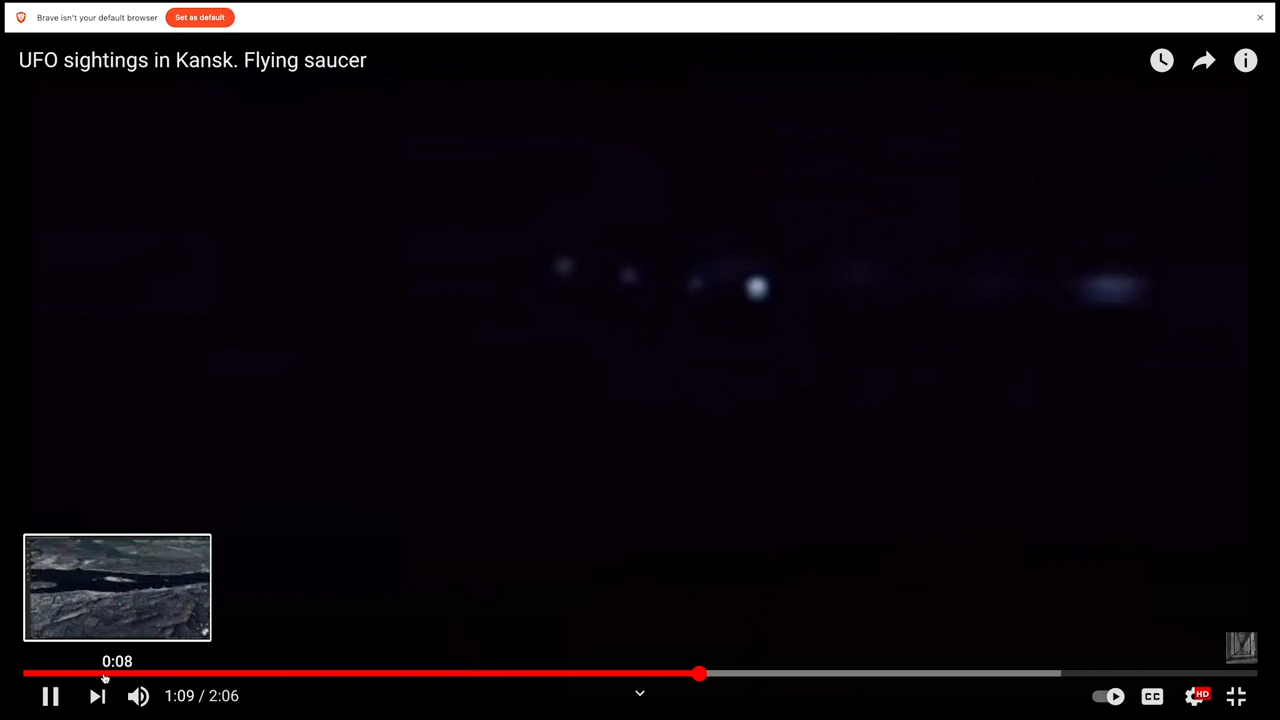 Brave isn't your default browser
Set as default
UFO sightings in Kansk. Flying saucer
0:08
1:09 / 2:06
CC
HD